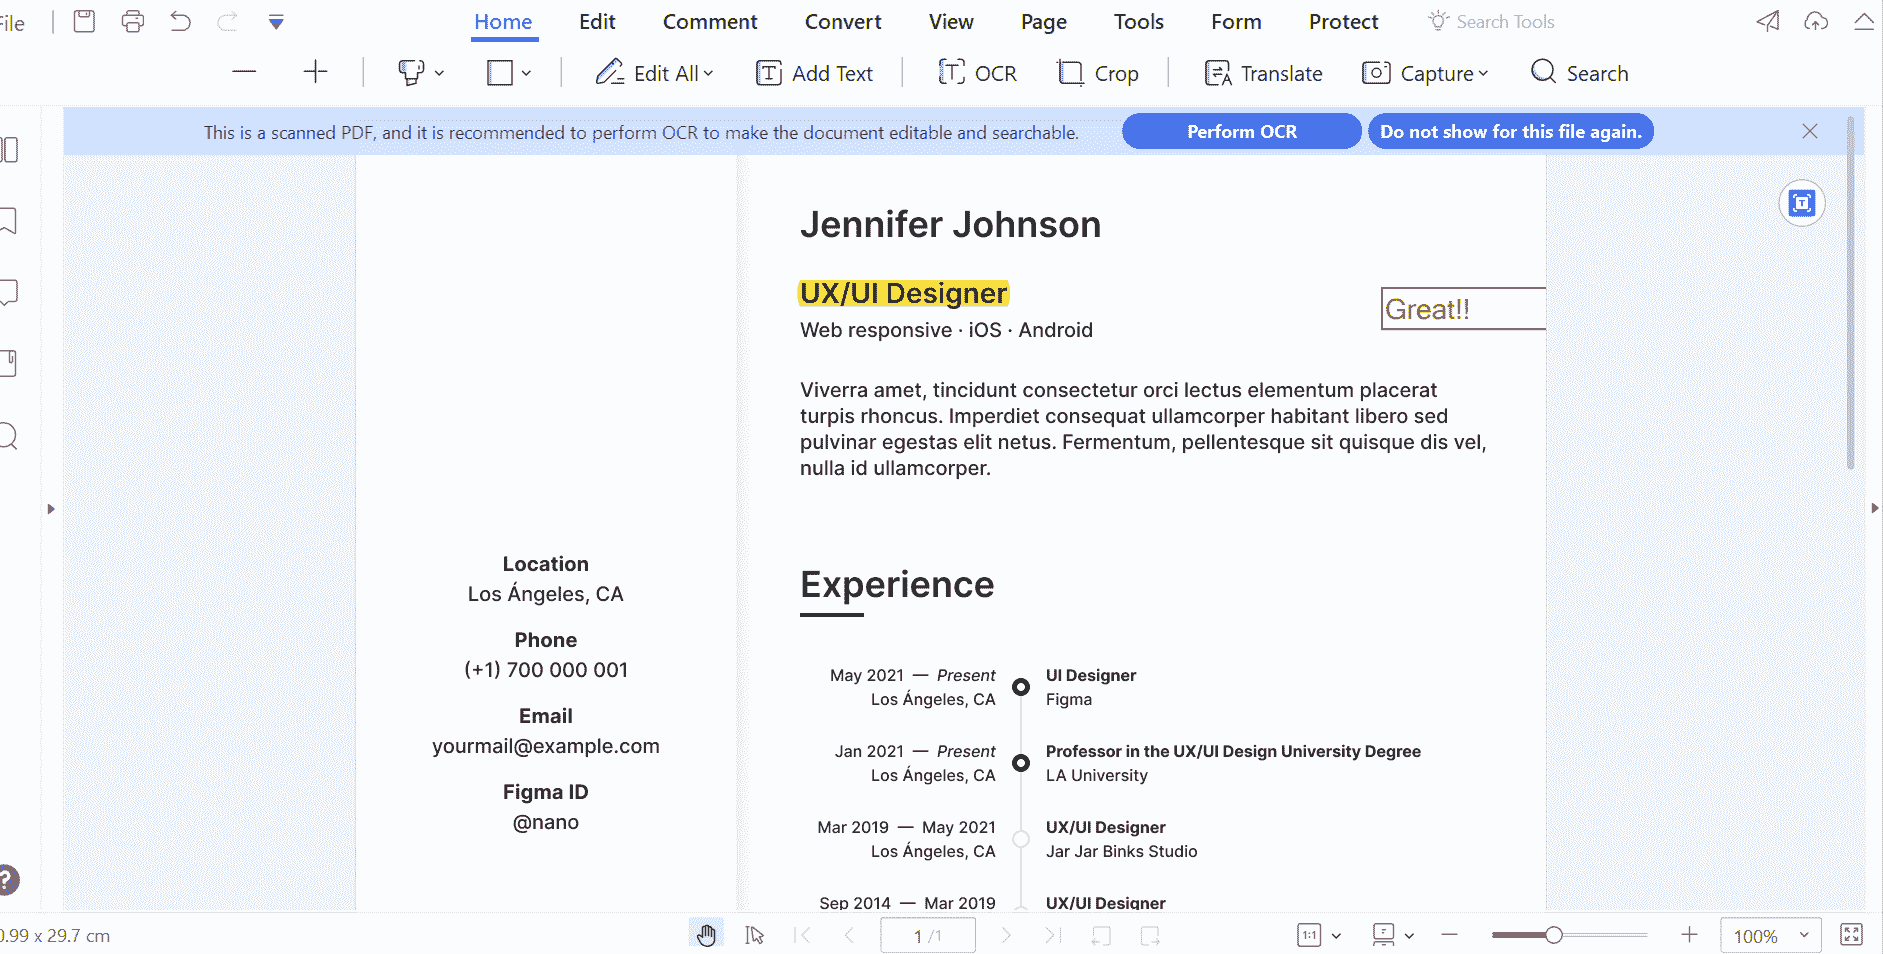 File
Home Edit Comment Convert View Page Tools Form Protect Search Tools
Edit All Add Text OCR Crop Translate Capture Search
This is a scanned PDF, and it is recommended to perform OCR to make the document editable and searchable. Perform OCR Do not show for this file again.
Jennifer Johnson
UX/UI Designer
Great!!
Web responsive · iOS · Android
Viverra amet, tincidunt consectetur orci lectus elementum placerat
turpis rhoncus. Imperdiet consequat ullamcorper habitant libero sed
pulvinar egestas elit netus. Fermentum, pellentesque sit quisque dis vel,
nulla id ullamcorper.
Location
Los Ángeles, CA
Phone
(+1) 700 000 001
Email
yourmail@example.com
Figma ID
@nano
Experience
May 2021 — Present UI Designer
Los Ángeles, CA Figma
Jan 2021 — Present Professor in the UX/UI Design University Degree
Los Ángeles, CA LA University
Mar 2019 — May 2021 UX/UI Designer
Los Ángeles, CA Jar Jar Binks Studio
Sep 2014 — Mar 2019 UX/UI Designer
0.99 x 29.7 cm 1 /1 1:1 100%